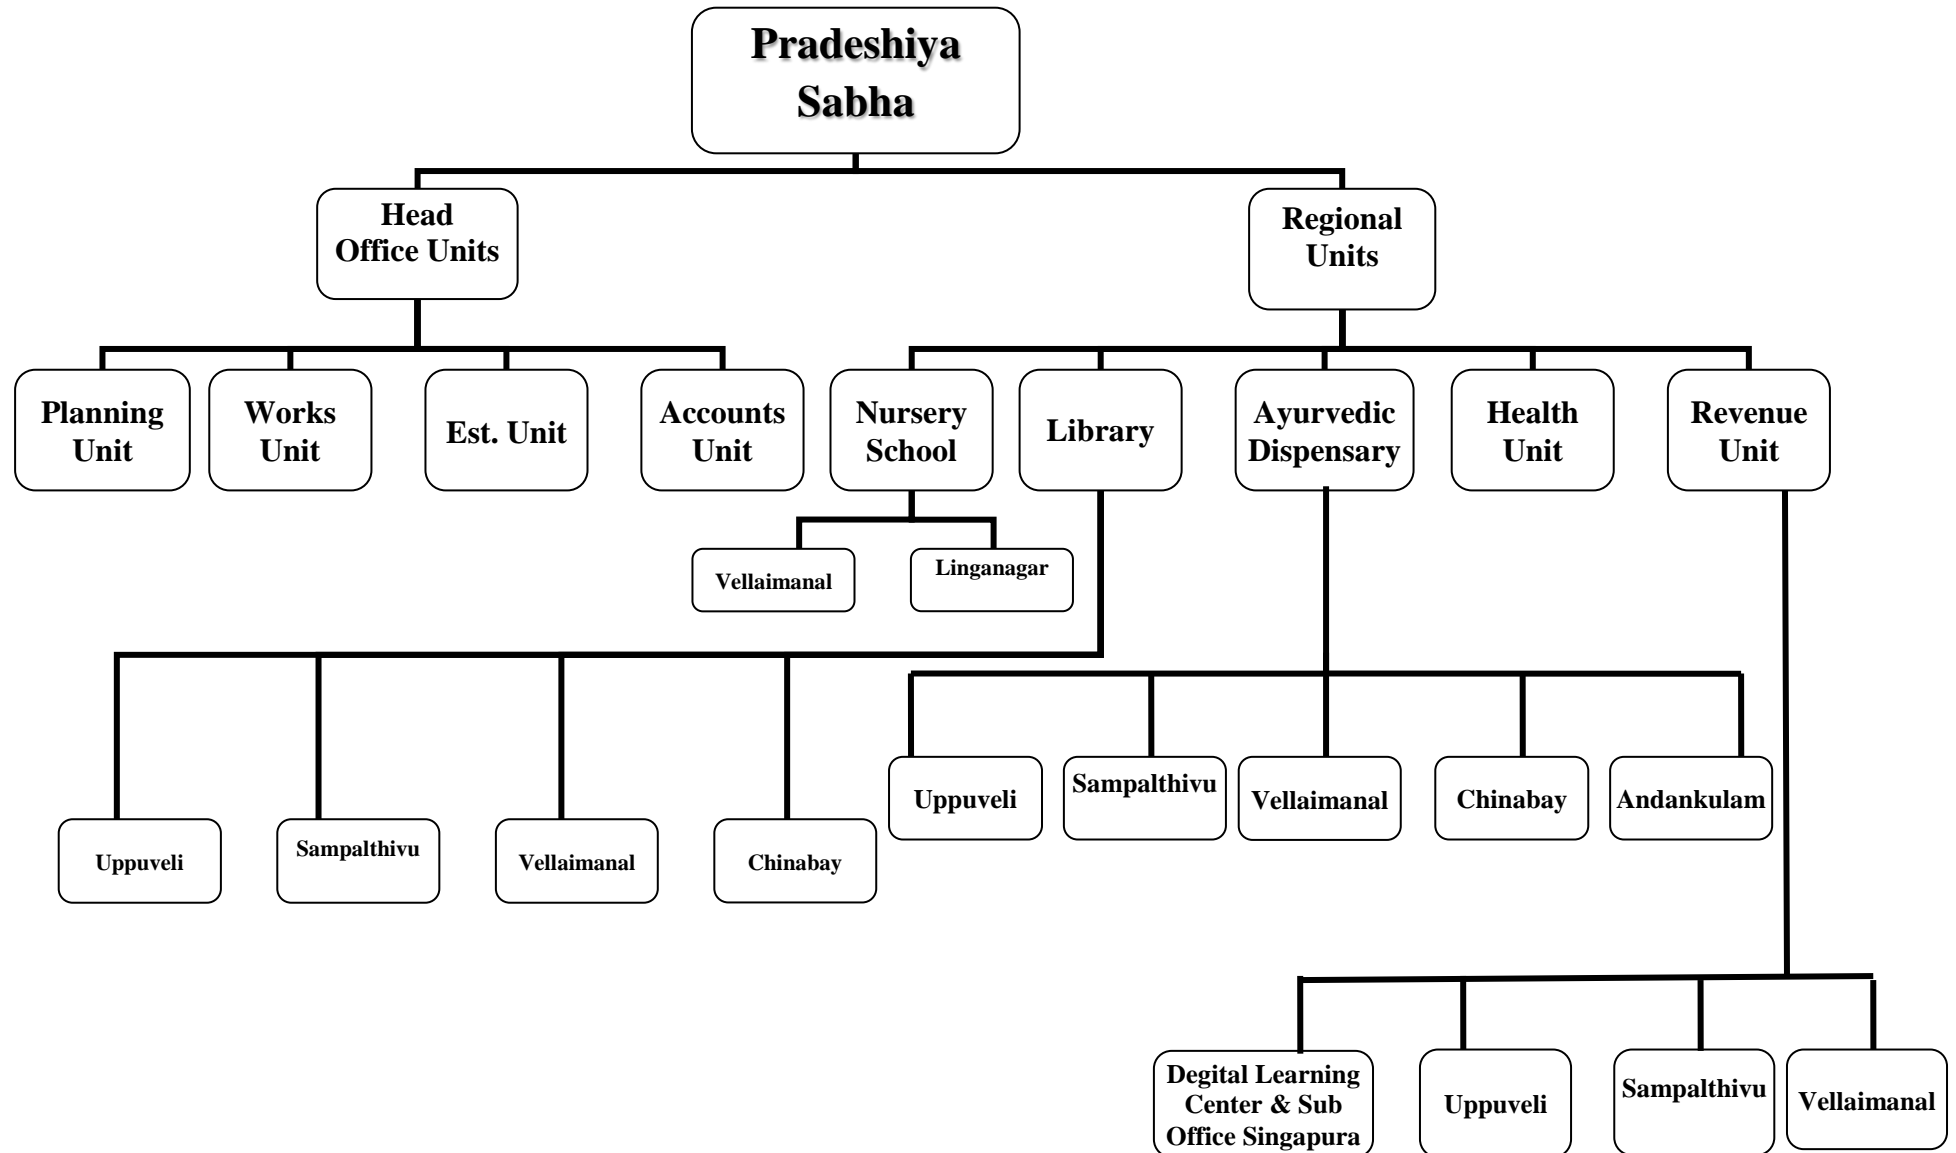 Pradeshiya
Sabha
Head
Office Units
Regional
Units
Planning
Unit
Works
Unit
Est. Unit
Accounts
Unit
Nursery
School
Library
Ayurvedic
Dispensary
Health
Unit
Revenue
Unit
Vellaimanal
Linganagar
Uppuveli
Sampalthivu
Vellaimanal
Chinabay
Andankulam
Uppuveli
Sampalthivu
Vellaimanal
Chinabay
Degital Learning
Center & Sub
Office Singapura
Uppuveli
Sampalthivu
Vellaimanal